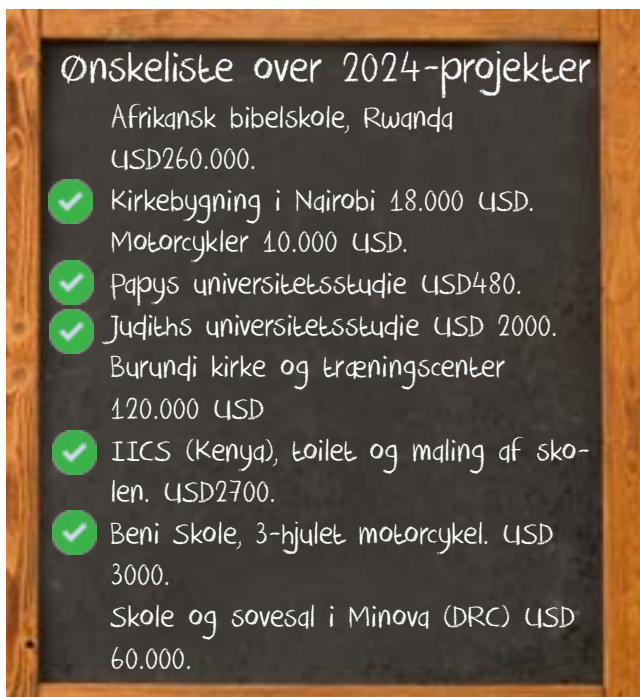 Ønskeliste over 2024-projekter
Afrikansk bibelskole, Rwanda
USD260.000.
Kirkebygning i Nairobi 18.000 USD.
Motorcykler 10.000 USD.
Papys universitetsstudie USD480.
Judiths universitetsstudie USD 2000.
Burundi kirke og træningscenter
120.000 USD
IICS (Kenya), toilet og maling af sko-
len. USD2700.
Beni Skole, 3-hjulet motorcykel. USD
3000.
Skole og sovesal i Minova (DRC) USD
60.000.